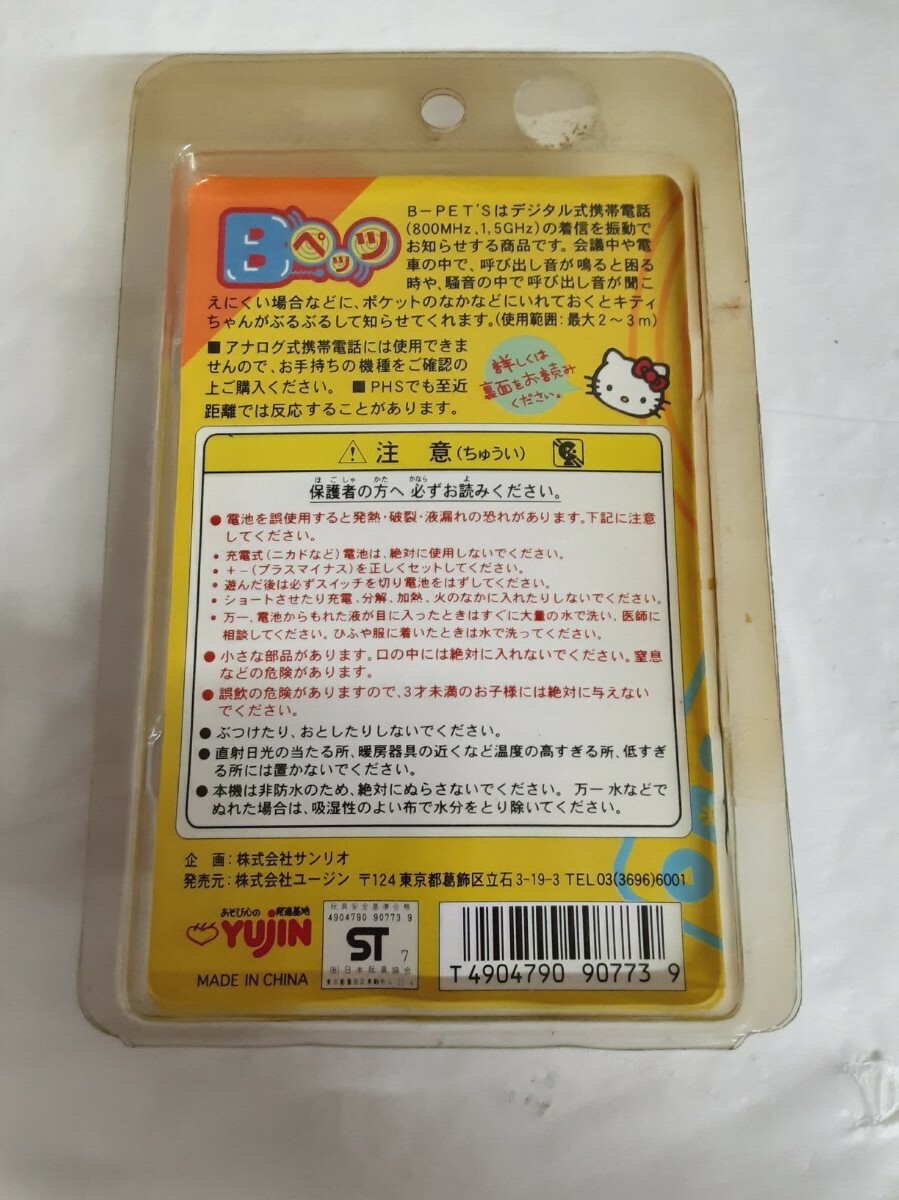 Bペッツ
B-PET'Sはデジタル式携帯電話
(800MHz、1,5GHz)の着信を振動で
お知らせする商品です。会議中や電
車の中で、呼び出し音が鳴ると困る
時や、騒音の中で呼び出し音が聞こ
えにくい場合などに、ポケットのなかなどにいれておくとキティ
ちゃんがぶるぶるして知らせてくれます。(使用範囲:最大2〜3m)
■アナログ式携帯電話には使用できま
せんので、お手持ちの機種をご確認の
上ご購入ください。 ■PHSでも至近
距離では反応することがあります。
詳しくは
裏面をお読み
ください。
注 意(ちゅうい)
保護者の方へ 必ずお読みください。
●電池を誤使用すると発熱・破裂・液漏れの恐れがあります。下記に注意
してください。
•充電式(ニカドなど)電池は、絶対に使用しないでください。
•+−(プラスマイナス)を正しくセットしてください。
•遊んだ後は必ずスイッチを切り電池をはずしてください。
•ショートさせたり充電、分解、加熱、火のなかに入れたりしないでください。
•万一、電池からもれた液が目に入ったときはすぐに大量の水で洗い、医師に
相談してください。ひふや服に着いたときは水で洗ってください。
●小さな部品があります。口の中には絶対に入れないでください。窒息
などの危険があります。
●誤飲の危険がありますので、3才未満のお子様には絶対に与えない
でください。
●ぶつけたり、おとしたりしないでください。
●直射日光の当たる所、暖房器具の近くなど温度の高すぎる所、低すぎ
る所には置かないでください。
●本機は非防水のため、絶対にぬらさないでください。 万一 水などで
ぬれた場合は、吸湿性のよい布で水分をとり除いてください。
企 画:株式会社サンリオ
発売元:株式会社ユージン 〒124 東京都葛飾区立石3-19-3 TEL03(3696)6001
あそび心の 発進基地
YUJIN
MADE IN CHINA
玩具安全基準合格
4904790 90773 9
ST 7
(社)日本玩具協会
T4904790 90773 9